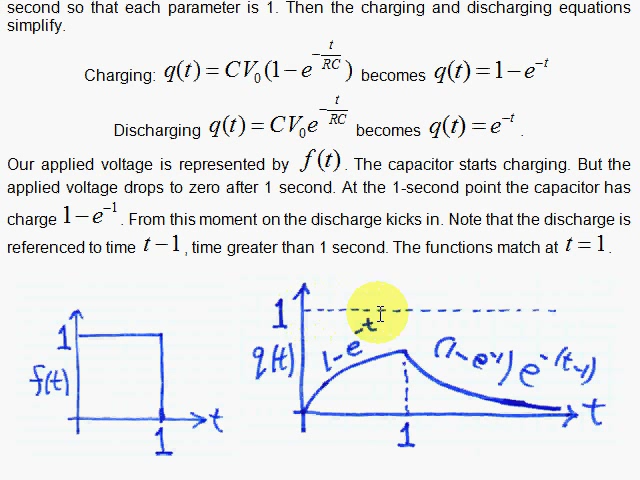 second so that each parameter is 1. Then the charging and discharging equations
simplify.
Charging: q(t) = CV₀(1 − e^(−t/RC)) becomes q(t) = 1 − e^(−t)
Discharging q(t) = CV₀e^(−t/RC) becomes q(t) = e^(−t) .
Our applied voltage is represented by f(t). The capacitor starts charging. But the
applied voltage drops to zero after 1 second. At the 1-second point the capacitor has
charge 1 − e^(−1). From this moment on the discharge kicks in. Note that the discharge is
referenced to time t − 1, time greater than 1 second. The functions match at t = 1.
1
f(t)
t
1
1
q(t)
1-e^-t
(1-e^-1) e^-(t-1)
t
1